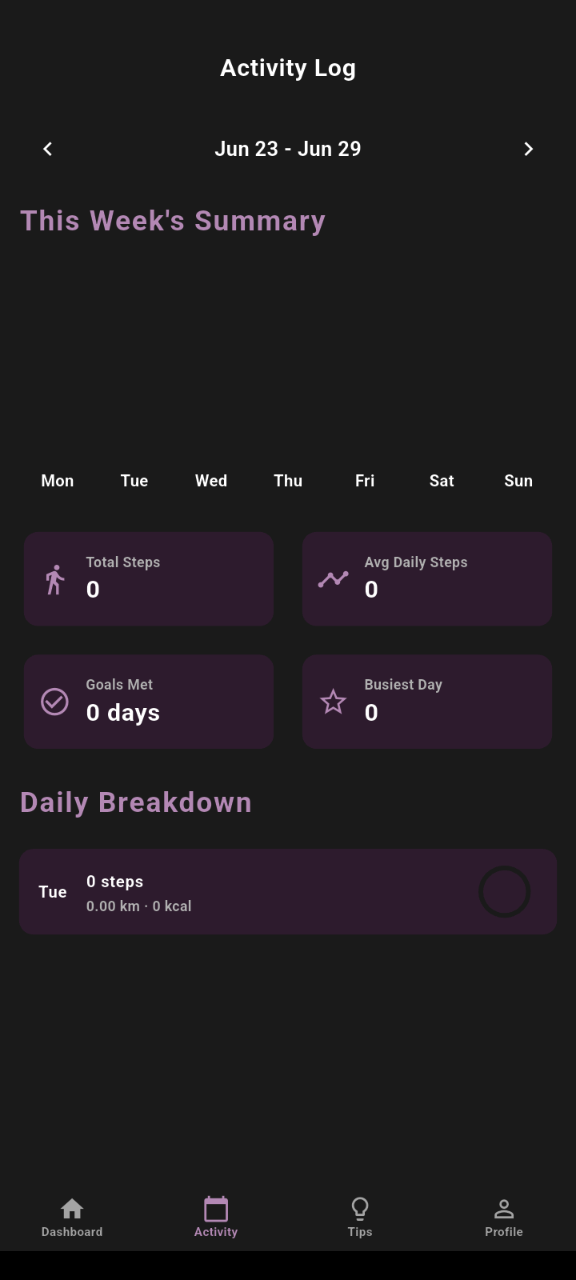 Activity Log
Jun 23 - Jun 29
This Week's Summary
Mon Tue Wed Thu Fri Sat Sun
Total Steps
0
Avg Daily Steps
0
Goals Met
0 days
Busiest Day
0
Daily Breakdown
Tue
0 steps
0.00 km · 0 kcal
Dashboard Activity Tips Profile